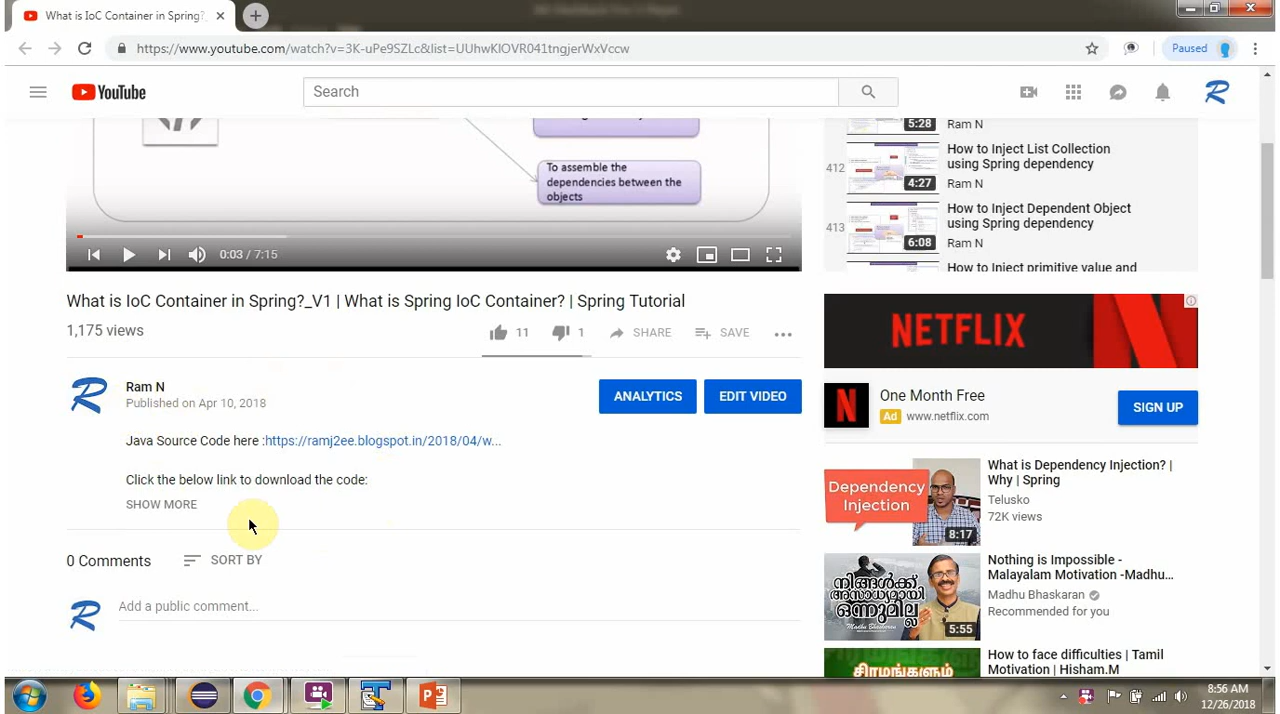 What is IoC Container in Spring?_
https://www.youtube.com/watch?v=3K-uPe9SZLc&list=UUhwKlOVR041tngjerWxVccw
Paused
YouTube
Search
To assemble the
dependencies between the
objects
0:03 / 7:15
What is IoC Container in Spring?_V1 | What is Spring IoC Container? | Spring Tutorial
1,175 views
11
1
SHARE
SAVE
Ram N
Published on Apr 10, 2018
ANALYTICS
EDIT VIDEO
Java Source Code here :https://ramj2ee.blogspot.in/2018/04/w...
Click the below link to download the code:
SHOW MORE
0 Comments
SORT BY
Add a public comment...
5:28
Ram N
412
4:27
How to Inject List Collection
using Spring dependency
Ram N
413
6:08
How to Inject Dependent Object
using Spring dependency
Ram N
How to Inject primitive value and
NETFLIX
One Month Free
Ad www.netflix.com
SIGN UP
Dependency
Injection
8:17
What is Dependency Injection? |
Why | Spring
Telusko
72K views
നിങ്ങൾക്ക്
അസാധ്യമായി
ഒന്നുമില്ല
5:55
Nothing is Impossible -
Malayalam Motivation -Madhu...
Madhu Bhaskaran
Recommended for you
சிரமங்களும்
How to face difficulties | Tamil
Motivation | Hisham.M
8:56 AM
12/26/2018